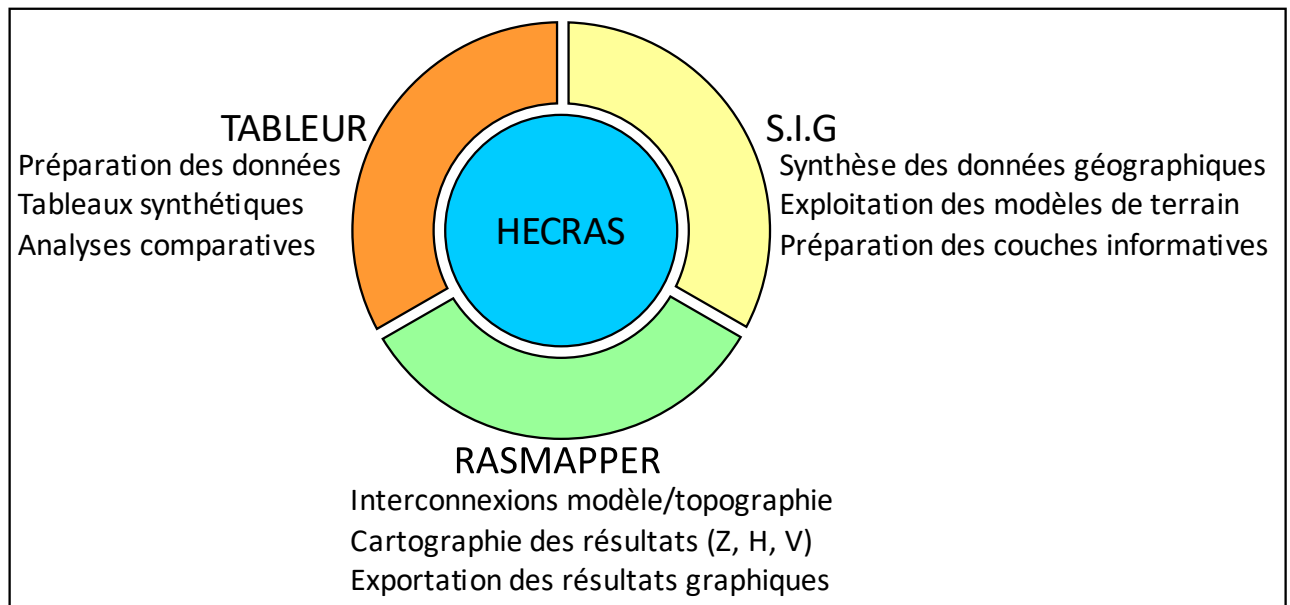 TABLEUR
Préparation des données
Tableaux synthétiques
Analyses comparatives
HECRAS
S.I.G
Synthèse des données géographiques
Exploitation des modèles de terrain
Préparation des couches informatives
RASMAPPER
Interconnexions modèle/topographie
Cartographie des résultats (Z, H, V)
Exportation des résultats graphiques